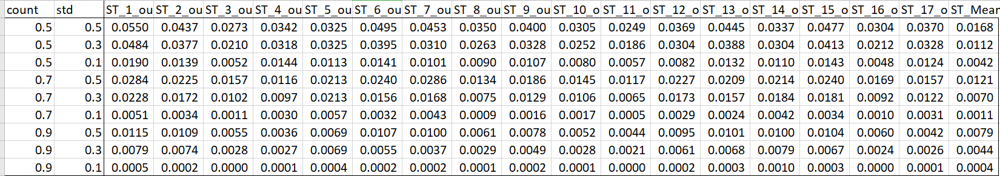 count std ST_1_ou ST_2_ou ST_3_ou ST_4_ou ST_5_ou ST_6_ou ST_7_ou ST_8_ou ST_9_ou ST_10_o ST_11_o ST_12_o ST_13_o ST_14_o ST_15_o ST_16_o ST_17_o ST_Mean
0.5 0.5 0.0550 0.0437 0.0273 0.0342 0.0325 0.0495 0.0453 0.0350 0.0400 0.0305 0.0249 0.0369 0.0445 0.0337 0.0477 0.0304 0.0370 0.0168
0.5 0.3 0.0484 0.0377 0.0210 0.0318 0.0325 0.0395 0.0310 0.0263 0.0328 0.0252 0.0186 0.0304 0.0388 0.0304 0.0413 0.0212 0.0328 0.0112
0.5 0.1 0.0190 0.0139 0.0052 0.0144 0.0113 0.0141 0.0101 0.0090 0.0107 0.0080 0.0057 0.0082 0.0132 0.0110 0.0143 0.0048 0.0124 0.0042
0.7 0.5 0.0284 0.0225 0.0157 0.0116 0.0213 0.0240 0.0286 0.0134 0.0186 0.0145 0.0117 0.0227 0.0209 0.0214 0.0240 0.0169 0.0157 0.0121
0.7 0.3 0.0228 0.0172 0.0102 0.0097 0.0213 0.0156 0.0168 0.0075 0.0129 0.0106 0.0065 0.0173 0.0157 0.0184 0.0181 0.0092 0.0122 0.0070
0.7 0.1 0.0051 0.0034 0.0011 0.0030 0.0057 0.0032 0.0043 0.0009 0.0016 0.0017 0.0005 0.0029 0.0024 0.0042 0.0034 0.0010 0.0031 0.0011
0.9 0.5 0.0115 0.0109 0.0055 0.0036 0.0069 0.0107 0.0100 0.0061 0.0078 0.0052 0.0044 0.0095 0.0101 0.0100 0.0104 0.0060 0.0042 0.0079
0.9 0.3 0.0079 0.0074 0.0028 0.0027 0.0069 0.0055 0.0037 0.0029 0.0049 0.0028 0.0021 0.0061 0.0068 0.0079 0.0067 0.0024 0.0026 0.0044
0.9 0.1 0.0005 0.0002 0.0000 0.0001 0.0004 0.0002 0.0002 0.0001 0.0002 0.0001 0.0000 0.0002 0.0003 0.0010 0.0003 0.0000 0.0001 0.0004